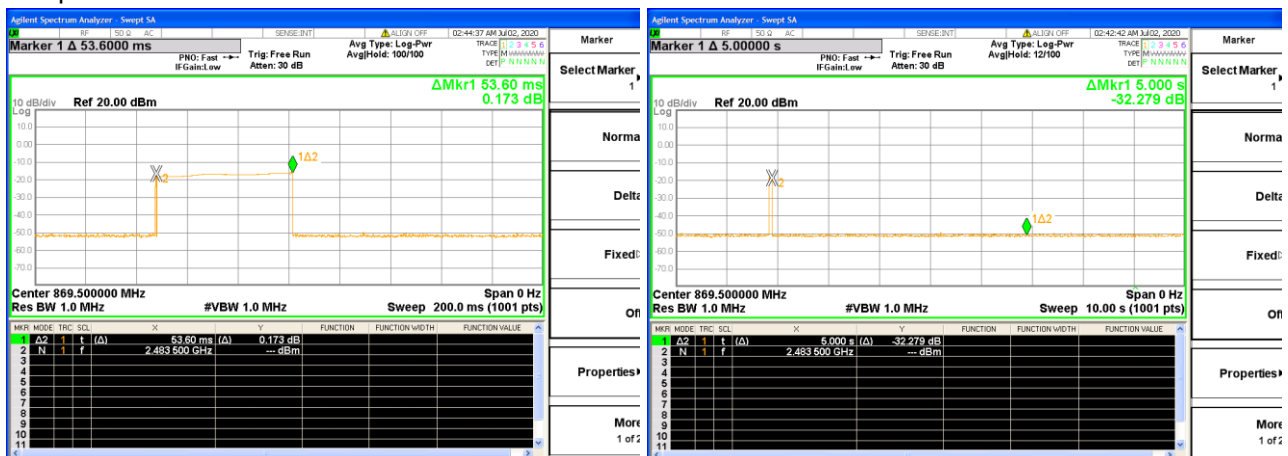 Agilent Spectrum Analyzer - Swept SA
RF 50 Ω AC SENSE:INT ALIGN OFF 02:44:37 AM Jul 02, 2020
Marker 1 Δ 53.6000 ms
PNO: Fast
IFGain:Low
Trig: Free Run
Atten: 30 dB
Avg Type: Log-Pwr
Avg|Hold: 100/100
TRACE 1 2 3 4 5 6
TYPE M
DET P N N N N N
ΔMkr1 53.60 ms
0.173 dB
10 dB/div Ref 20.00 dBm
Log
10.0
0.00
-10.0
1Δ2
2
-20.0
-30.0
-40.0
-50.0
-60.0
-70.0
Center 869.500000 MHz Span 0 Hz
Res BW 1.0 MHz #VBW 1.0 MHz Sweep 200.0 ms (1001 pts)
MKR MODE TRC SCL X Y FUNCTION FUNCTION WIDTH FUNCTION VALUE
1 Δ2 1 t (Δ) 53.60 ms (Δ) 0.173 dB
2 N 1 f 2.483 500 GHz --- dBm
3
4
5
6
7
8
9
10
11
Marker
Select Marker
1
Norma
Delta
Fixed
Off
Properties
More
1 of 2
Agilent Spectrum Analyzer - Swept SA
RF 50 Ω AC SENSE:INT ALIGN OFF 02:42:42 AM Jul 02, 2020
Marker 1 Δ 5.00000 s
PNO: Fast
IFGain:Low
Trig: Free Run
Atten: 30 dB
Avg Type: Log-Pwr
Avg|Hold: 12/100
TRACE 1 2 3 4 5 6
TYPE M
DET P N N N N N
ΔMkr1 5.000 s
-32.279 dB
10 dB/div Ref 20.00 dBm
Log
10.0
0.00
-10.0
2
-20.0
-30.0
-40.0
1Δ2
-50.0
-60.0
-70.0
Center 869.500000 MHz Span 0 Hz
Res BW 1.0 MHz #VBW 1.0 MHz Sweep 10.00 s (1001 pts)
MKR MODE TRC SCL X Y FUNCTION FUNCTION WIDTH FUNCTION VALUE
1 Δ2 1 t (Δ) 5.000 s (Δ) -32.279 dB
2 N 1 f 2.483 500 GHz --- dBm
3
4
5
6
7
8
9
10
11
Marker
Select Marker
1
Norma
Delta
Fixed
Off
Properties
More
1 of 2